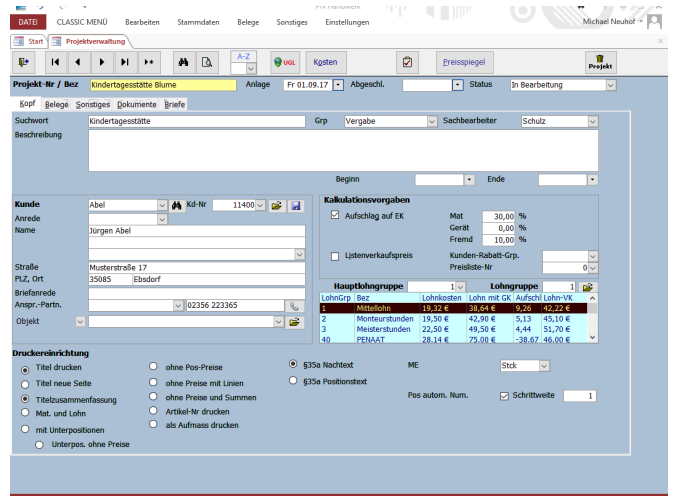 DATEI CLASSIC MENÜ Bearbeiten Stammdaten Belege Sonstiges Einstellungen Michael Neuhof
Start Projektverwaltung
A-Z UGL Kosten Preisspiegel Projekt
Projekt-Nr / Bez Kindertagesstätte Blume Anlage Fr 01.09.17 Abgeschl. Status In Bearbeitung
Kopf Belege Sonstiges Dokumente Briefe
Suchwort Kindertagesstätte Grp Vergabe Sachbearbeiter Schulz
Beschreibung
Beginn Ende
Kunde Abel Kd-Nr 11400
Anrede
Name Jürgen Abel
Straße Musterstraße 17
PLZ, Ort 35085 Ebsdorf
Briefanrede
Anspr.-Partn. 02356 223365
Objekt
Kalkulationsvorgaben
Aufschlag auf EK Mat 30,00 %
Gerät 0,00 %
Fremd 10,00 %
Listenverkaufspreis Kunden-Rabatt-Grp.
Preisliste-Nr 0
Hauptlohngruppe 1 Lohngruppe 1
LohnGrp Bez Lohnkosten Lohn mit GK Aufschl Lohn-VK
1 Mittellohn 19,32 € 38,64 € 9,26 42,22 €
2 Monteurstunden 19,50 € 42,90 € 5,13 45,10 €
3 Meisterstunden 22,50 € 49,50 € 4,44 51,70 €
40 PENAAT 28,14 € 75,00 € -38,67 46,00 €
Druckereinrichtung
Titel drucken ohne Pos-Preise §35a Nachtext ME Stck
Titel neue Seite ohne Preise mit Linien §35a Positionstext
Titelzusammenfassung ohne Preise und Summen Pos autom. Num. Schrittweite 1
Mat. und Lohn Artikel-Nr drucken
mit Unterpositionen als Aufmass drucken
Unterpos. ohne Preise